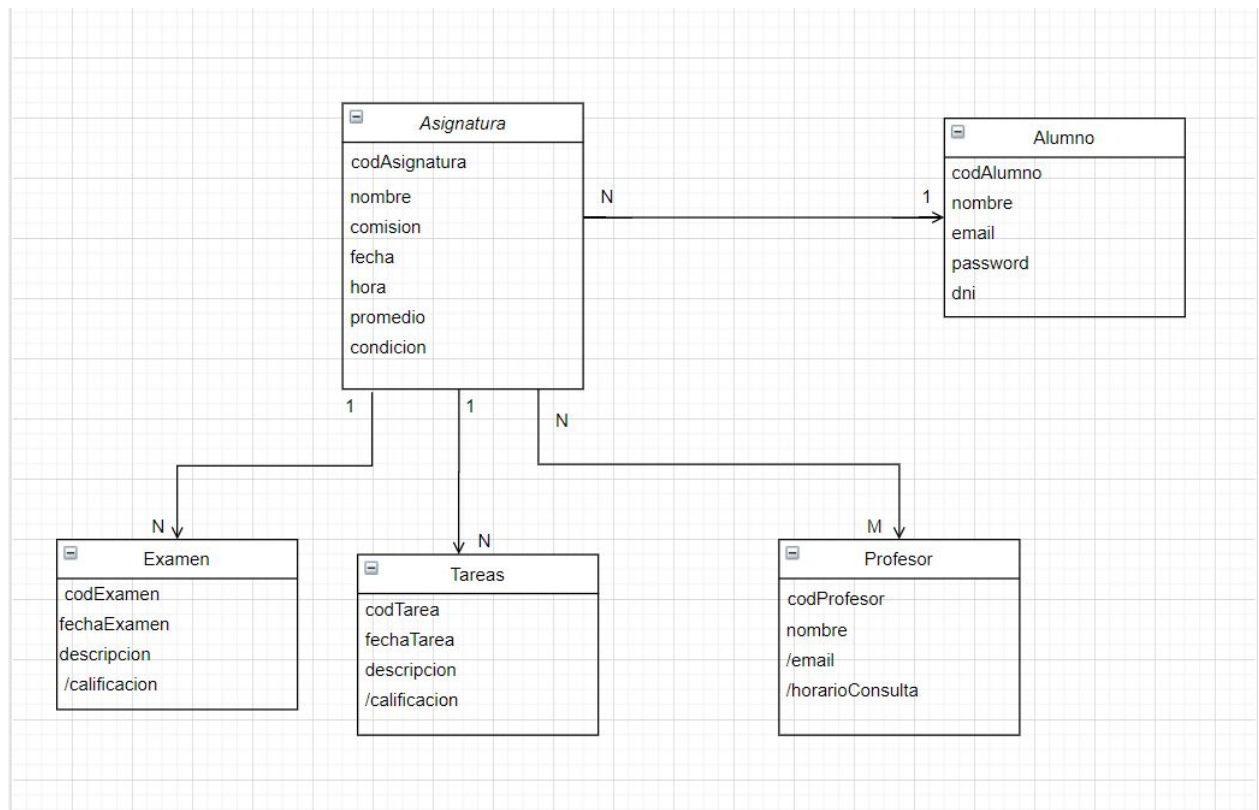 Asignatura
codAsignatura
nombre
comision
fecha
hora
promedio
condicion
Alumno
codAlumno
nombre
email
password
dni
N
1
1
1
N
N
N
M
Examen
codExamen
fechaExamen
descripcion
/calificacion
Tareas
codTarea
fechaTarea
descripcion
/calificacion
Profesor
codProfesor
nombre
/email
/horarioConsulta